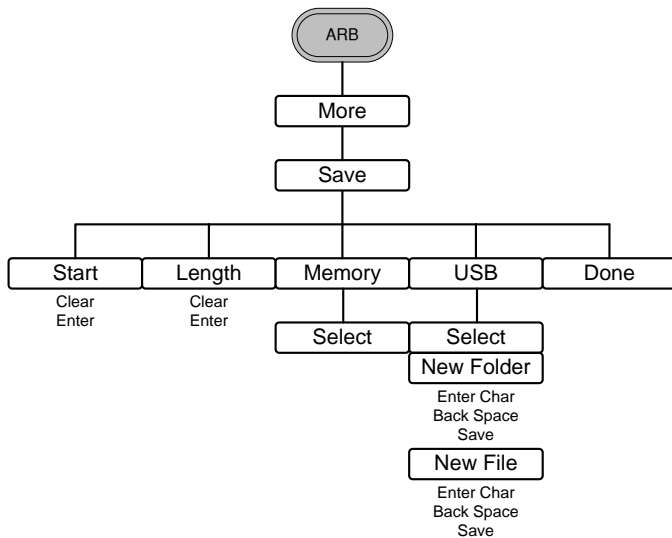 ARB
More
Save
Start
Length
Memory
USB
Done
Clear
Enter
Clear
Enter
Select
Select
New Folder
Enter Char
Back Space
Save
New File
Enter Char
Back Space
Save